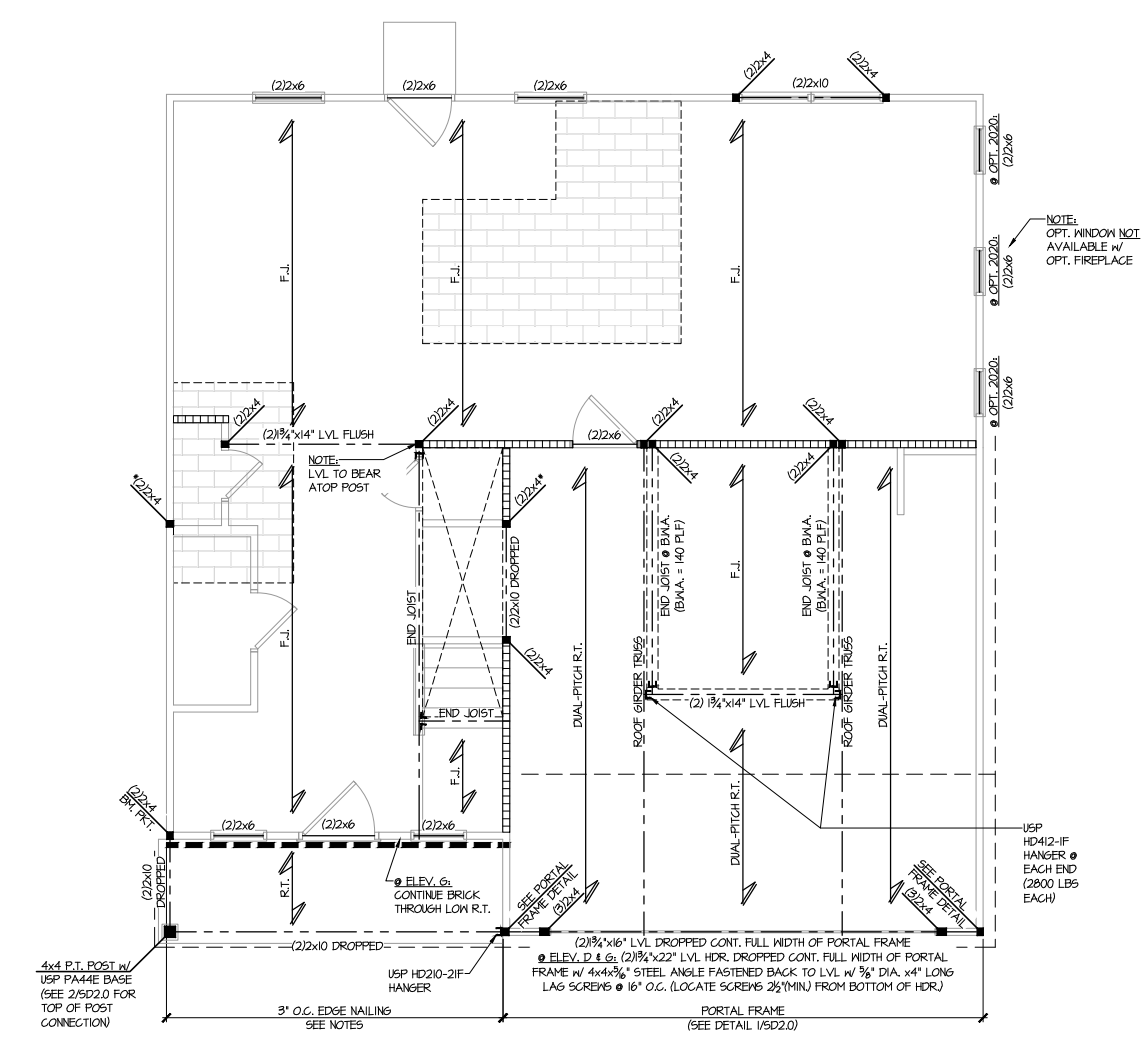 (2)2x4
(2)2x4
(2)2x6
(2)2x6
(2)2x6
(2)2x10
@ OPT. 2020:
(2)2x6
NOTE:
OPT. WINDOW NOT
AVAILABLE W/
OPT. FIREPLACE
@ OPT. 2020:
(2)2x6
F.J.
F.J.
F.J.
@ OPT. 2020:
(2)2x6
(2)2x4
(2)2x4
(2)2x4
(2)2x4
(2)1¾"x14" LVL FLUSH
(2)2x6
NOTE:
LVL TO BEAR
ATOP POST
(2)2x4
(2)2x4
*(2)2x4
(2)2x4*
END JOIST @ B.W.A.
(B.W.A. = 140 PLF)
END JOIST @ B.W.A.
(B.W.A. = 140 PLF)
(2)2x10 DROPPED
F.J.
END JOIST
F.J.
(2)2x4
DUAL-PITCH R.T.
ROOF GIRDER TRUSS
ROOF GIRDER TRUSS
DUAL-PITCH R.T.
(2) 1¾"x14" LVL FLUSH
END JOIST
F.J.
DUAL-PITCH R.T.
(2)2x4
BM. PKT.
(2)2x6
(2)2x6
(2)2x6
USP
HD412-IF
HANGER @
EACH END
(2800 LBS
EACH)
(2)2x10
DROPPED
R.T.
@ ELEV. G:
CONTINUE BRICK
THROUGH LOW R.T.
SEE PORTAL
FRAME DETAIL
(3)2x4
SEE PORTAL
FRAME DETAIL
(3)2x4
(2)2x10 DROPPED
(2)1¾"x16" LVL DROPPED CONT. FULL WIDTH OF PORTAL FRAME
@ ELEV. D & G: (2)1¾"x22" LVL HDR. DROPPED CONT. FULL WIDTH OF PORTAL
FRAME W/ 4x4x5/16" STEEL ANGLE FASTENED BACK TO LVL W/ 5/8" DIA. x4" LONG
LAG SCREWS @ 16" O.C. (LOCATE SCREWS 2½"(MIN.) FROM BOTTOM OF HDR.)
4x4 P.T. POST W/
USP PA44E BASE
(SEE 2/SD2.0 FOR
TOP OF POST
CONNECTION)
USP HD210-2IF
HANGER
3" O.C. EDGE NAILING
SEE NOTES
PORTAL FRAME
(SEE DETAIL 1/SD2.0)